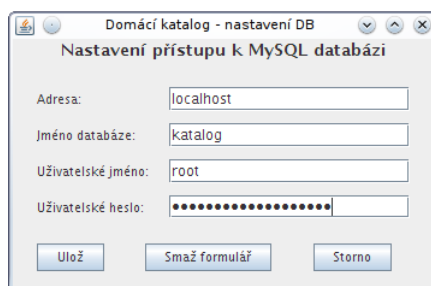 Domácí katalog - nastavení DB
Nastavení přístupu k MySQL databázi
Adresa: localhost
Jméno databáze: katalog
Uživatelské jméno: root
Uživatelské heslo: •••••••••••••••••••
Ulož Smaž formulář Storno